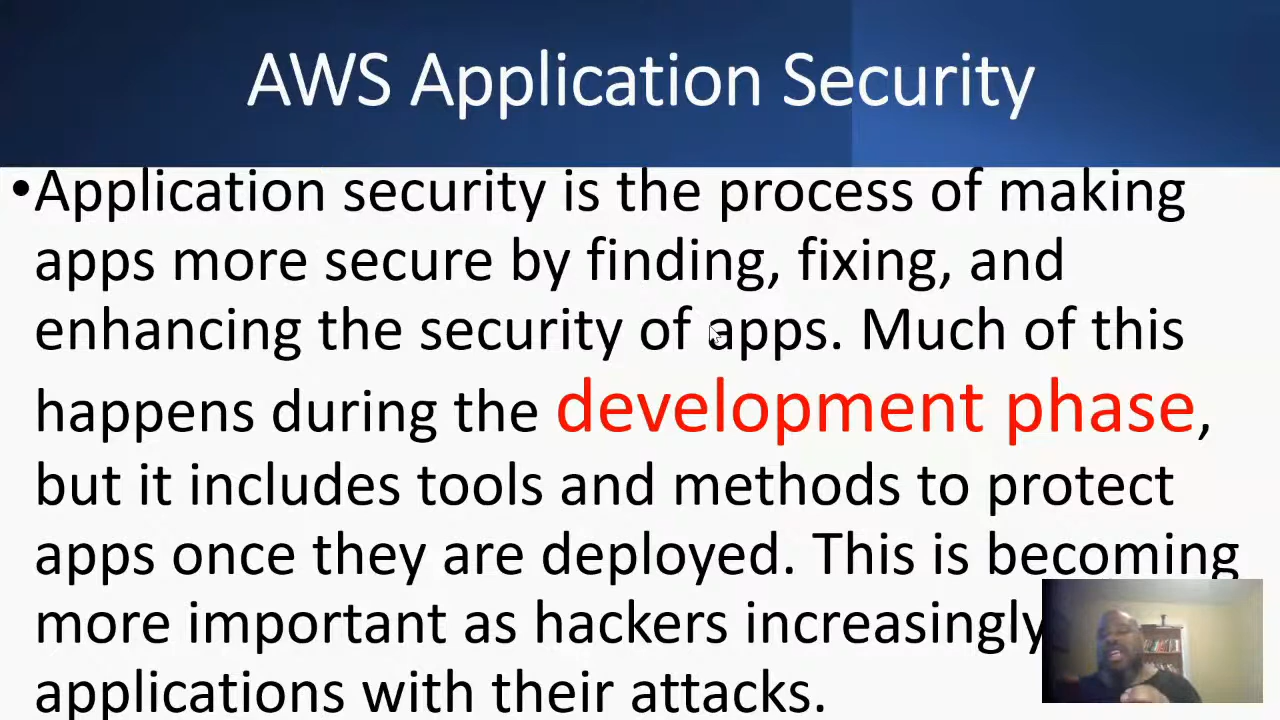 AWS Application Security
•Application security is the process of making
apps more secure by finding, fixing, and
enhancing the security of apps. Much of this
happens during the development phase,
but it includes tools and methods to protect
apps once they are deployed. This is becoming
more important as hackers increasingly
applications with their attacks.